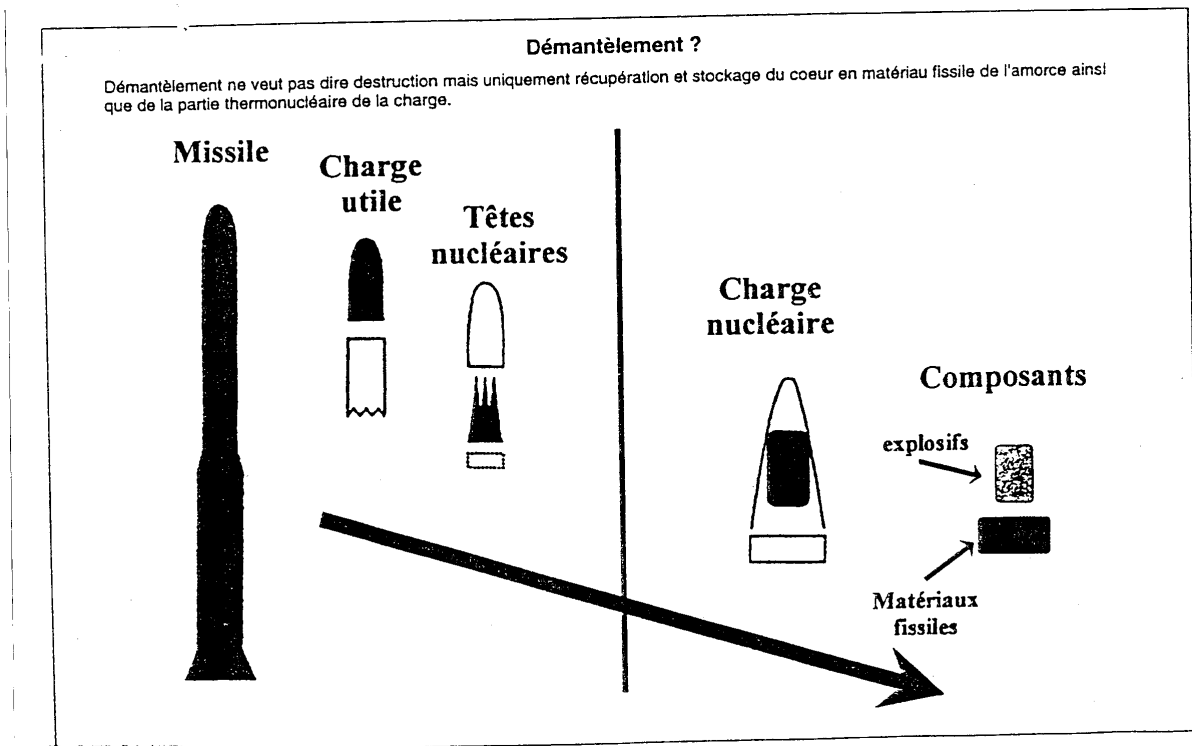 Démantèlement ?
Démantèlement ne veut pas dire destruction mais uniquement récupération et stockage du coeur en matériau fissile de l'amorce ainsi
que de la partie thermonucléaire de la charge.
Missile
Charge
utile
Têtes
nucléaires
Charge
nucléaire
Composants
explosifs
Matériaux
fissiles